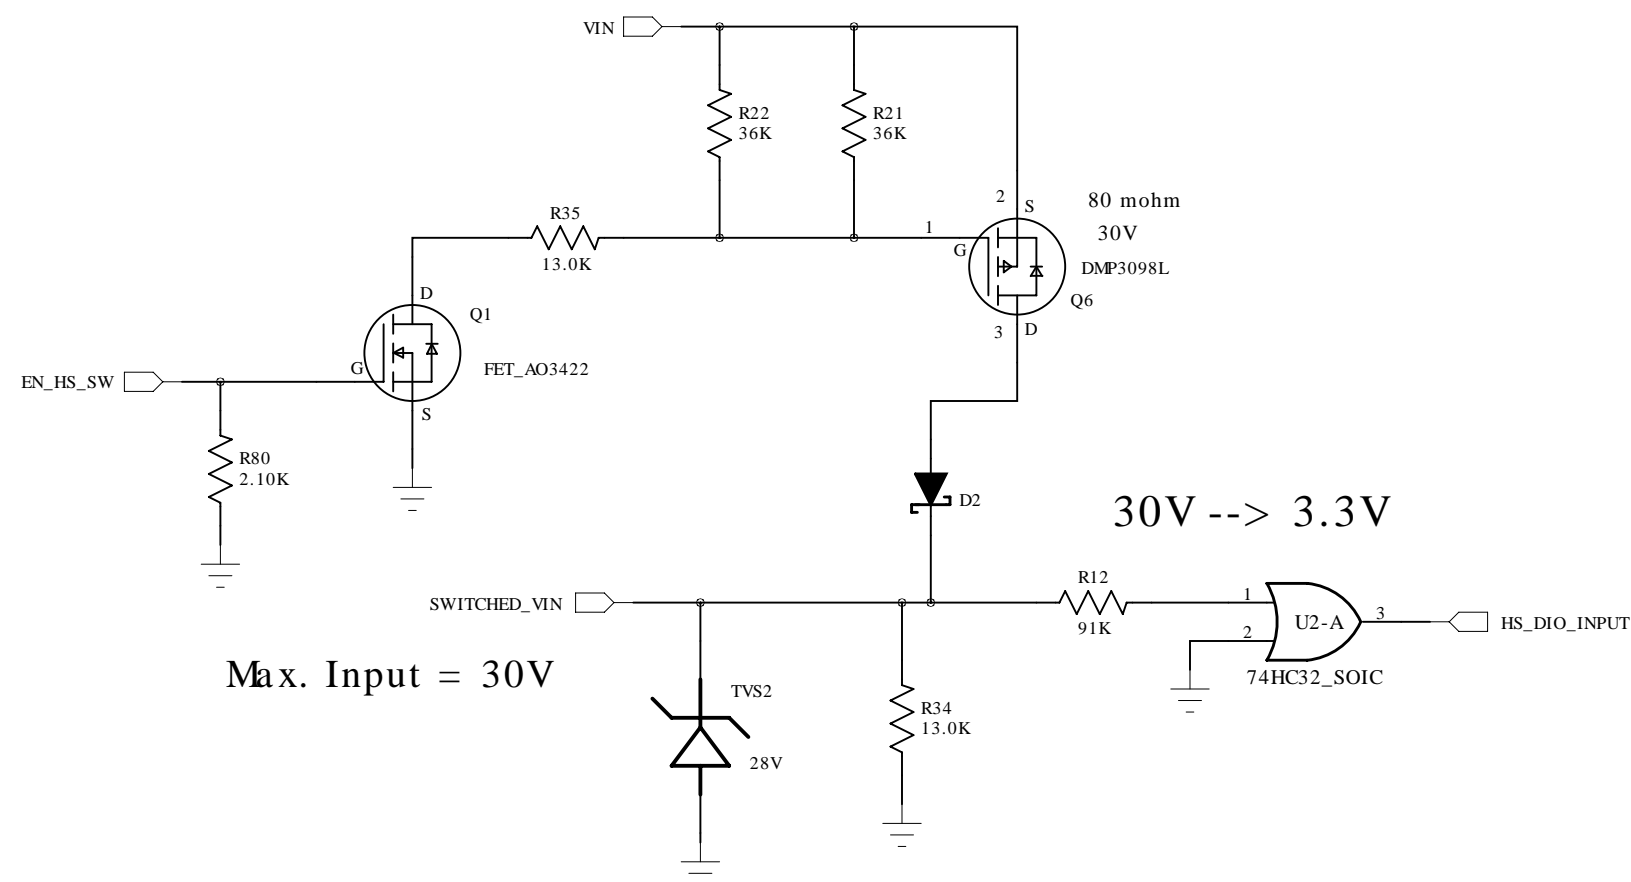 VIN
R22
36K
R21
36K
2
S
80 mohm
30V
DMP3098L
Q6
R35
13.0K
1
G
3
D
D
Q1
G
FET_AO3422
S
EN_HS_SW
R80
2.10K
D2
30V --> 3.3V
SWITCHED_VIN
R12
91K
1
2
U2-A
3
HS_DIO_INPUT
74HC32_SOIC
Max. Input = 30V
TVS2
28V
R34
13.0K